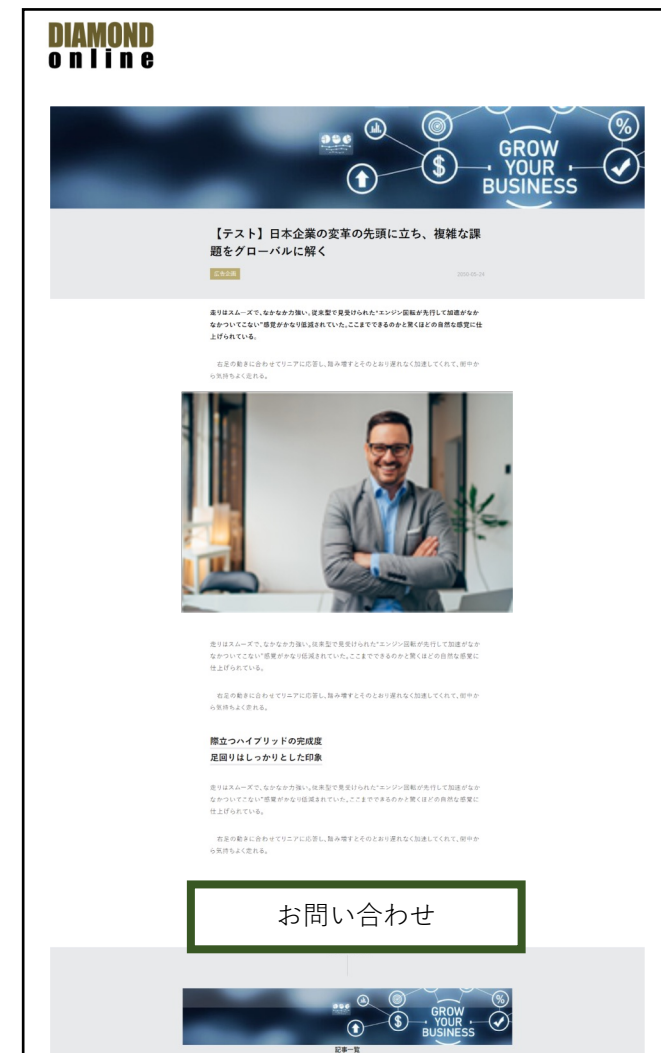 DIAMOND
online
GROW
YOUR
BUSINESS
$
%
【テスト】日本企業の変革の先頭に立ち、複雑な課
題をグローバルに解く
広告企画
走りはスムーズで、なかなか力強い。従来型で見受けられた“エンジン回転が先行して加速がなか
なかついてこない”感覚がかなり低減されていた。ここまでできるのかと驚くほどの自然な感覚に仕
上げられている。
右足の動きに合わせてリニアに応答し、踏み増すとそのとおり遅れなく加速してくれて、街中か
ら気持ちよく走れる。
走りはスムーズで、なかなか力強い。従来型で見受けられた“エンジン回転が先行して加速がなか
なかついてこない”感覚がかなり低減されていた。ここまでできるのかと驚くほどの自然な感覚に
仕上げられている。
右足の動きに合わせてリニアに応答し、踏み増すとそのとおり遅れなく加速してくれて、街中か
ら気持ちよく走れる。
際立つハイブリッドの完成度
足回りはしっかりとした印象
走りはスムーズで、なかなか力強い。従来型で見受けられた“エンジン回転が先行して加速がなか
なかついてこない”感覚がかなり低減されていた。ここまでできるのかと驚くほどの自然な感覚に
仕上げられている。
右足の動きに合わせてリニアに応答し、踏み増すとそのとおり遅れなく加速してくれて、街中か
ら気持ちよく走れる。
お問い合わせ
GROW
YOUR
BUSINESS
$
%
記事一覧